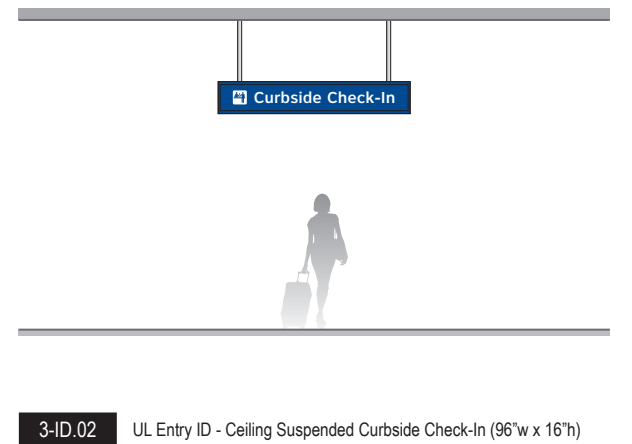 Curbside Check-In
3-ID.02 UL Entry ID - Ceiling Suspended Curbside Check-In (96”w x 16”h)